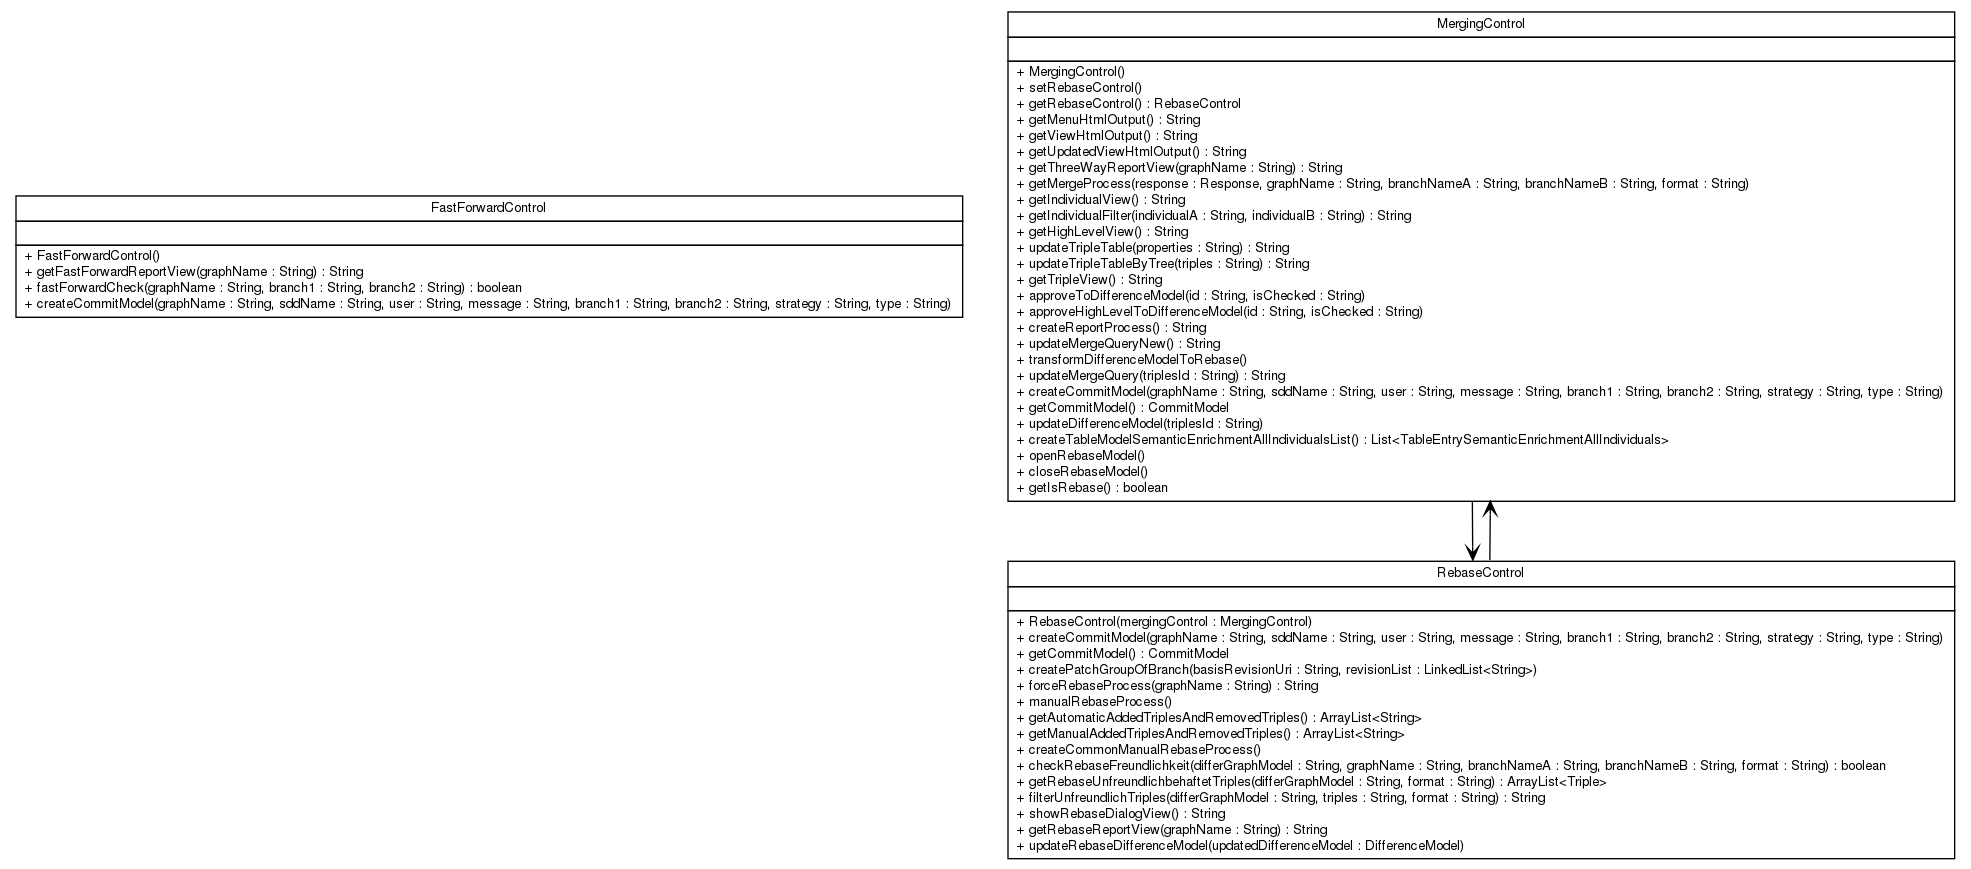 FastForwardControl
+ FastForwardControl()
+ getFastForwardReportView(graphName : String) : String
+ fastForwardCheck(graphName : String, branch1 : String, branch2 : String) : boolean
+ createCommitModel(graphName : String, sddName : String, user : String, message : String, branch1 : String, branch2 : String, strategy : String, type : String)
MergingControl
+ MergingControl()
+ setRebaseControl()
+ getRebaseControl() : RebaseControl
+ getMenuHtmlOutput() : String
+ getViewHtmlOutput() : String
+ getUpdatedViewHtmlOutput() : String
+ getThreeWayReportView(graphName : String) : String
+ getMergeProcess(response : Response, graphName : String, branchNameA : String, branchNameB : String, format : String)
+ getIndividualView() : String
+ getIndividualFilter(individualA : String, individualB : String) : String
+ getHighLevelView() : String
+ updateTripleTable(properties : String) : String
+ updateTripleTableByTree(triples : String) : String
+ getTripleView() : String
+ approveToDifferenceModel(id : String, isChecked : String)
+ approveHighLevelToDifferenceModel(id : String, isChecked : String)
+ createReportProcess() : String
+ updateMergeQueryNew() : String
+ transformDifferenceModelToRebase()
+ updateMergeQuery(triplesId : String) : String
+ createCommitModel(graphName : String, sddName : String, user : String, message : String, branch1 : String, branch2 : String, strategy : String, type : String)
+ getCommitModel() : CommitModel
+ updateDifferenceModel(triplesId : String)
+ createTableModelSemanticEnrichmentAllIndividualsList() : List<TableEntrySemanticEnrichmentAllIndividuals>
+ openRebaseModel()
+ closeRebaseModel()
+ getIsRebase() : boolean
RebaseControl
+ RebaseControl(mergingControl : MergingControl)
+ createCommitModel(graphName : String, sddName : String, user : String, message : String, branch1 : String, branch2 : String, strategy : String, type : String)
+ getCommitModel() : CommitModel
+ createPatchGroupOfBranch(basisRevisionUri : String, revisionList : LinkedList<String>)
+ forceRebaseProcess(graphName : String) : String
+ manualRebaseProcess()
+ getAutomaticAddedTriplesAndRemovedTriples() : ArrayList<String>
+ getManualAddedTriplesAndRemovedTriples() : ArrayList<String>
+ createCommonManualRebaseProcess()
+ checkRebaseFreundlichkeit(differGraphModel : String, graphName : String, branchNameA : String, branchNameB : String, format : String) : boolean
+ getRebaseUnfreundlichbehaftetTriples(differGraphModel : String, format : String) : ArrayList<Triple>
+ filterUnfreundlichTriples(differGraphModel : String, triples : String, format : String) : String
+ showRebaseDialogView() : String
+ getRebaseReportView(graphName : String) : String
+ updateRebaseDifferenceModel(updatedDifferenceModel : DifferenceModel)